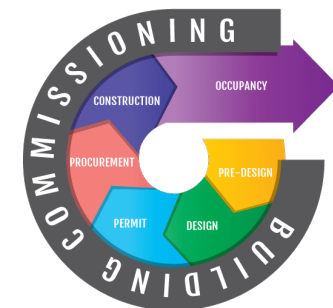 BUILDING COMMISSIONING
PRE-DESIGN
DESIGN
PERMIT
PROCUREMENT
CONSTRUCTION
OCCUPANCY